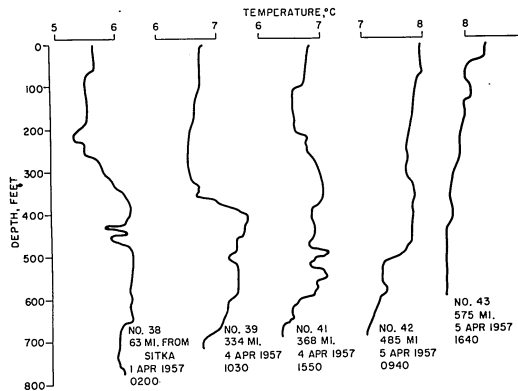 TEMPERATURE, °C
5 6 6 7 6 7 7 8 8
0
100
200
300
400
500
600
700
800
DEPTH, FEET
NO. 38
63 MI. FROM
SITKA
1 APR 1957
0200
NO. 39
334 MI.
4 APR 1957
1030
NO. 41
368 MI.
4 APR 1957
1550
NO. 42
485 MI
5 APR 1957
0940
NO. 43
575 MI.
5 APR 1957
1640